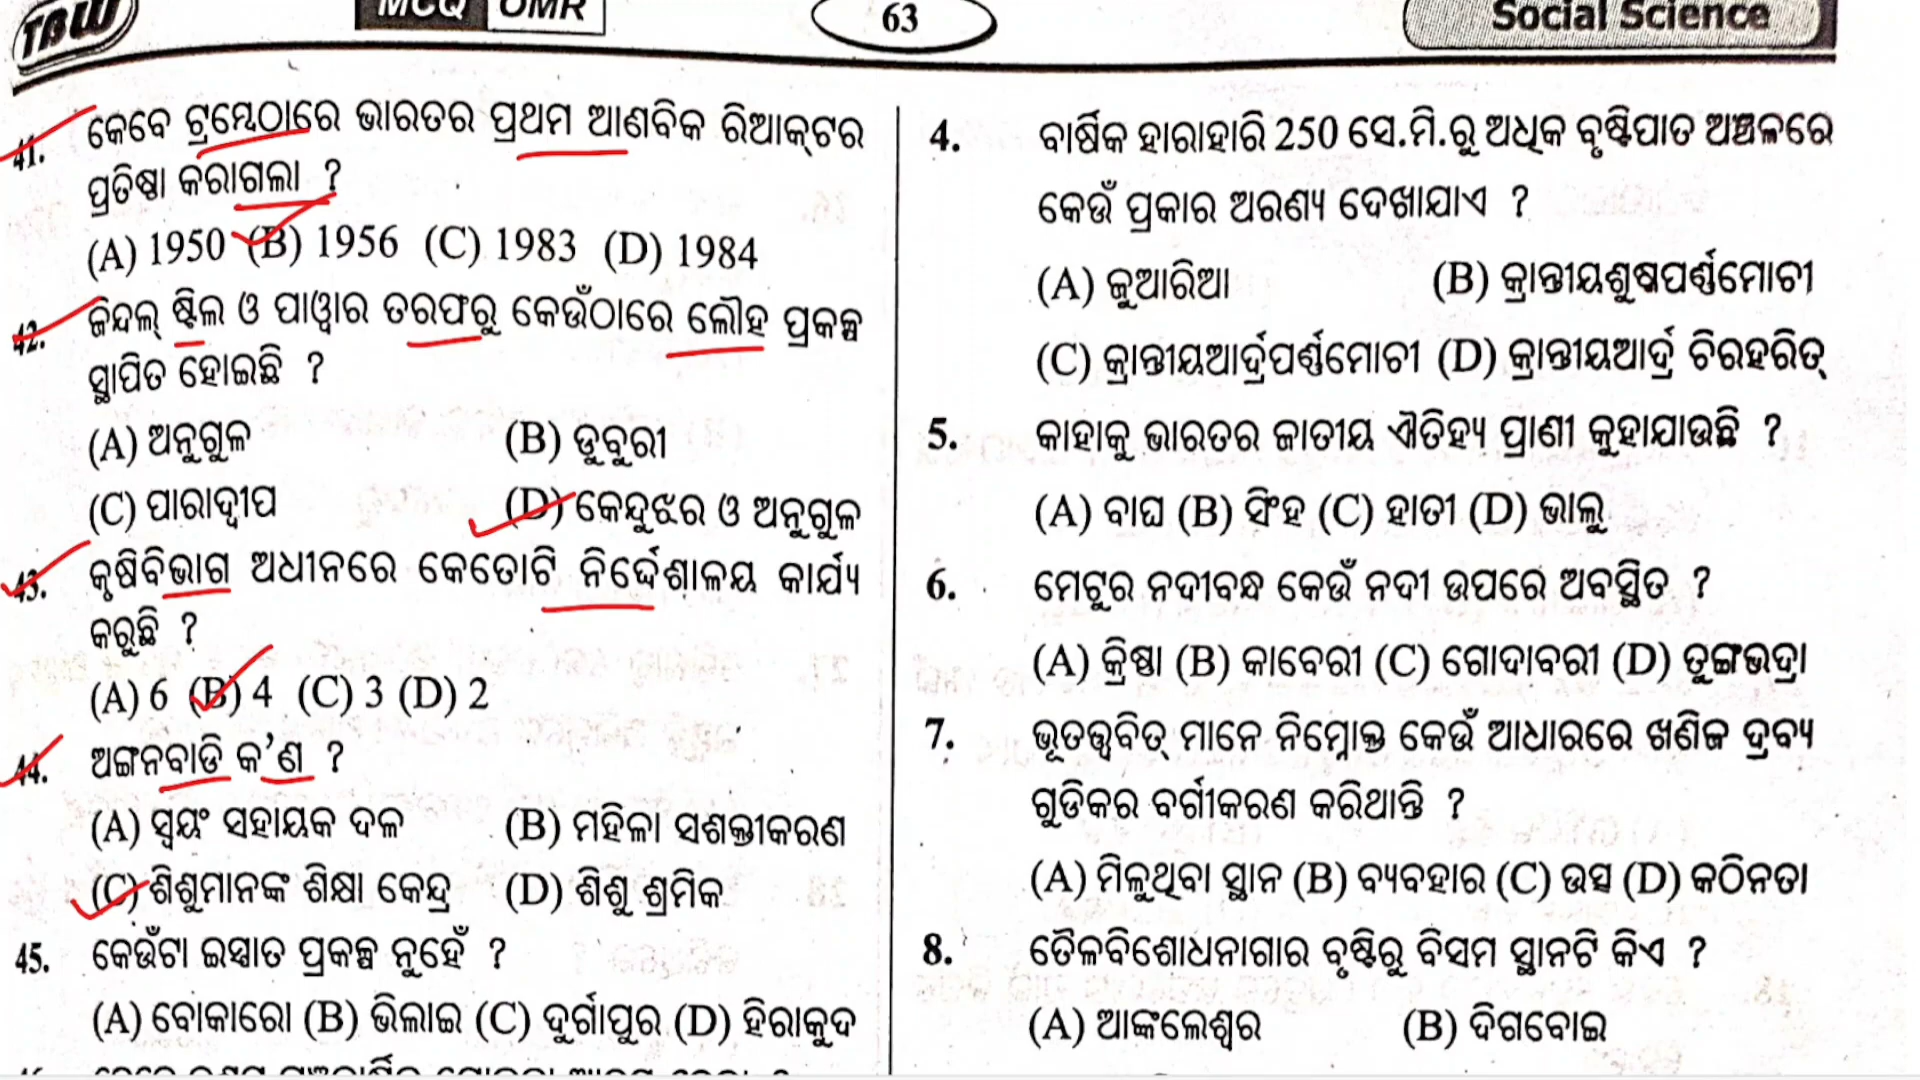 TBW
MCQ OMR
63
Social Science
41. କେବେ ଟ୍ରମ୍ବେଠାରେ ଭାରତର ପ୍ରଥମ ଆଣବିକ ରିଆକ୍ଟର
ପ୍ରତିଷ୍ଠା କରାଗଲା ?
(A) 1950 (B) 1956 (C) 1983 (D) 1984
42. ଜିନ୍ଦଲ୍ ଷ୍ଟିଲ ଓ ପାୱାର ତରଫରୁ କେଉଁଠାରେ ଲୌହ ପ୍ରକଳ୍ପ
ସ୍ଥାପିତ ହୋଇଛି ?
(A) ଅନୁଗୁଳ (B) ଡୁବୁରୀ
(C) ପାରାଦ୍ୱୀପ (D) କେନ୍ଦୁଝର ଓ ଅନୁଗୁଳ
43. କୃଷିବିଭାଗ ଅଧୀନରେ କେତୋଟି ନିର୍ଦ୍ଦେଶାଳୟ କାର୍ଯ୍ୟ
କରୁଛି ?
(A) 6 (B) 4 (C) 3 (D) 2
44. ଅଙ୍ଗନବାଡି କ'ଣ ?
(A) ସ୍ୱୟଂ ସହାୟକ ଦଳ (B) ମହିଳା ସଶକ୍ତୀକରଣ
(C) ଶିଶୁମାନଙ୍କ ଶିକ୍ଷା କେନ୍ଦ୍ର (D) ଶିଶୁ ଶ୍ରମିକ
45. କେଉଁଟା ଇସ୍ପାତ ପ୍ରକଳ୍ପ ନୁହେଁ ?
(A) ବୋକାରୋ (B) ଭିଲାଇ (C) ଦୁର୍ଗାପୁର (D) ହିରାକୁଦ
4. ବାର୍ଷିକ ହାରାହାରି 250 ସେ.ମି.ରୁ ଅଧିକ ବୃଷ୍ଟିପାତ ଅଞ୍ଚଳରେ
କେଉଁ ପ୍ରକାର ଅରଣ୍ୟ ଦେଖାଯାଏ ?
(A) ଜୁଆରିଆ (B) କ୍ରାନ୍ତୀୟଶୁଷ୍କପର୍ଣ୍ଣମୋଚୀ
(C) କ୍ରାନ୍ତୀୟଆର୍ଦ୍ରପର୍ଣ୍ଣମୋଚୀ (D) କ୍ରାନ୍ତୀୟଆର୍ଦ୍ର ଚିରହରିତ୍
5. କାହାକୁ ଭାରତର ଜାତୀୟ ଐତିହ୍ୟ ପ୍ରାଣୀ କୁହାଯାଉଛି ?
(A) ବାଘ (B) ସିଂହ (C) ହାତୀ (D) ଭାଲୁ
6. ମେଟୁର ନଦୀବନ୍ଧ କେଉଁ ନଦୀ ଉପରେ ଅବସ୍ଥିତ ?
(A) କ୍ରିଷ୍ଣା (B) କାବେରୀ (C) ଗୋଦାବରୀ (D) ତୁଙ୍ଗଭଦ୍ରା
7. ଭୂତତ୍ତ୍ୱବିତ୍ ମାନେ ନିମ୍ନୋକ୍ତ କେଉଁ ଆଧାରରେ ଖଣିଜ ଦ୍ରବ୍ୟ
ଗୁଡିକର ବର୍ଗୀକରଣ କରିଥାନ୍ତି ?
(A) ମିଳୁଥିବା ସ୍ଥାନ (B) ବ୍ୟବହାର (C) ଉତ୍ସ (D) କଠିନତା
8. ତୈଳବିଶୋଧନାଗାର ଦୃଷ୍ଟିରୁ ବିସମ ସ୍ଥାନଟି କିଏ ?
(A) ଆଙ୍କଲେଶ୍ୱର (B) ଦିଗବୋଇ